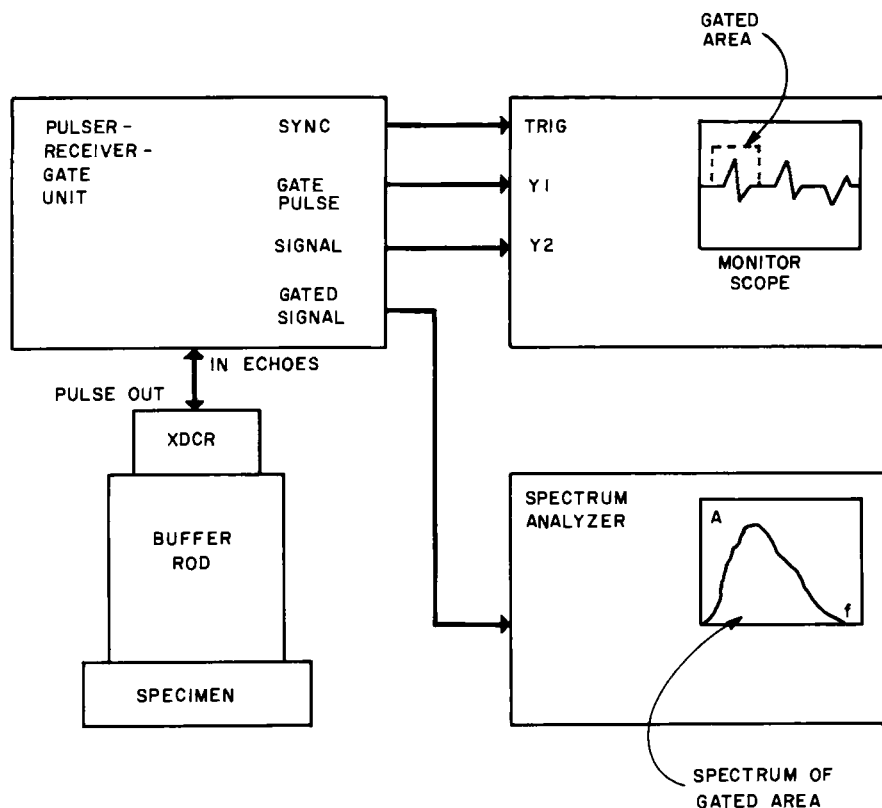 GATED
AREA
PULSER-
RECEIVER-
GATE
UNIT
SYNC
GATE
PULSE
SIGNAL
GATED
SIGNAL
TRIG
Y1
Y2
MONITOR
SCOPE
IN ECHOES
PULSE OUT
XDCR
BUFFER
ROD
SPECIMEN
SPECTRUM
ANALYZER
A
f
SPECTRUM OF
GATED AREA